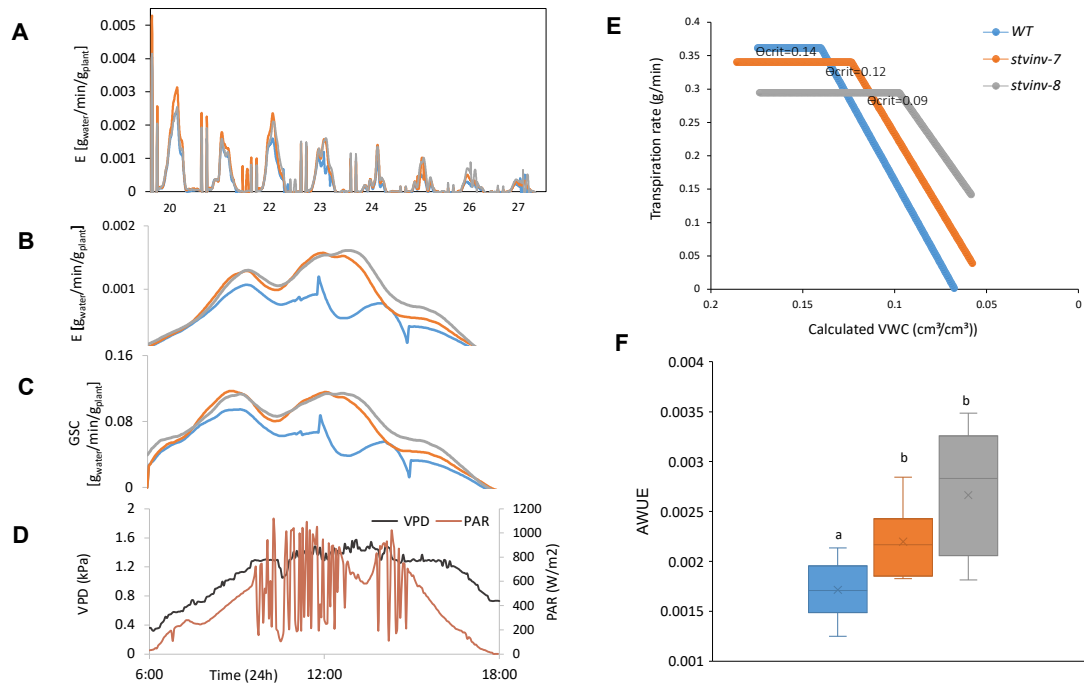 A
E [g_water/min/g_plant]
0.005
0.004
0.003
0.002
0.001
0
20 21 22 23 24 25 26 27
B
E [g_water/min/g_plant]
0.002
0.001
C
GSC
[g_water/min/g_plant]
0.16
0.08
0
D
VPD (kPa)
2
1.6
1.2
0.8
0.4
0
VPD PAR
1200
1000
800
600
400
200
0
PAR (W/m2)
6:00 12:00 18:00
Time (24h)
E
Transpiration rate (g/min)
0.4
0.35
0.3
0.25
0.2
0.15
0.1
0.05
0
Θcrit=0.14
Θcrit=0.12
Θcrit=0.09
WT
stvinv-7
stvinv-8
0.2 0.15 0.1 0.05 0
Calculated VWC (cm³/cm³))
F
AWUE
0.004
0.0035
0.003
0.0025
0.002
0.0015
0.001
a
b
b